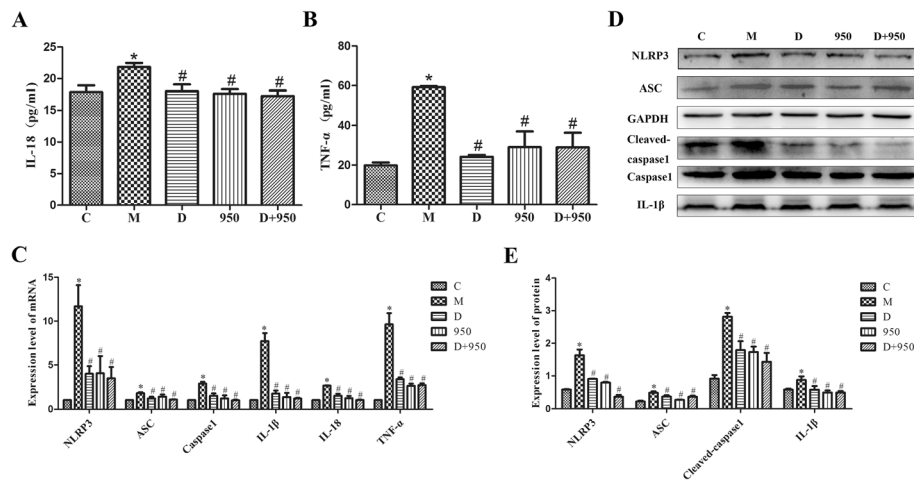 A
IL-18 (pg/ml)
25
20
15
10
5
0
*
#
#
#
C M D 950 D+950
B
TNF-α (pg/ml)
80
60
40
20
0
*
#
#
#
C M D 950 D+950
D
C M D 950 D+950
NLRP3
ASC
GAPDH
Cleaved-
caspase1
Caspase1
IL-1β
C
Expression level of mRNA
15
10
5
0
* # # #
* # # #
* # # #
* # # #
* # # #
* # # #
NLRP3
ASC
Caspase1
IL-1β
IL-18
TNF-α
C
M
D
950
D+950
E
Expression level of protein
4
3
2
1
0
* # # #
* # # #
* # # #
* # # #
NLRP3
ASC
Cleaved-caspase1
IL-1β
C
M
D
950
D+950